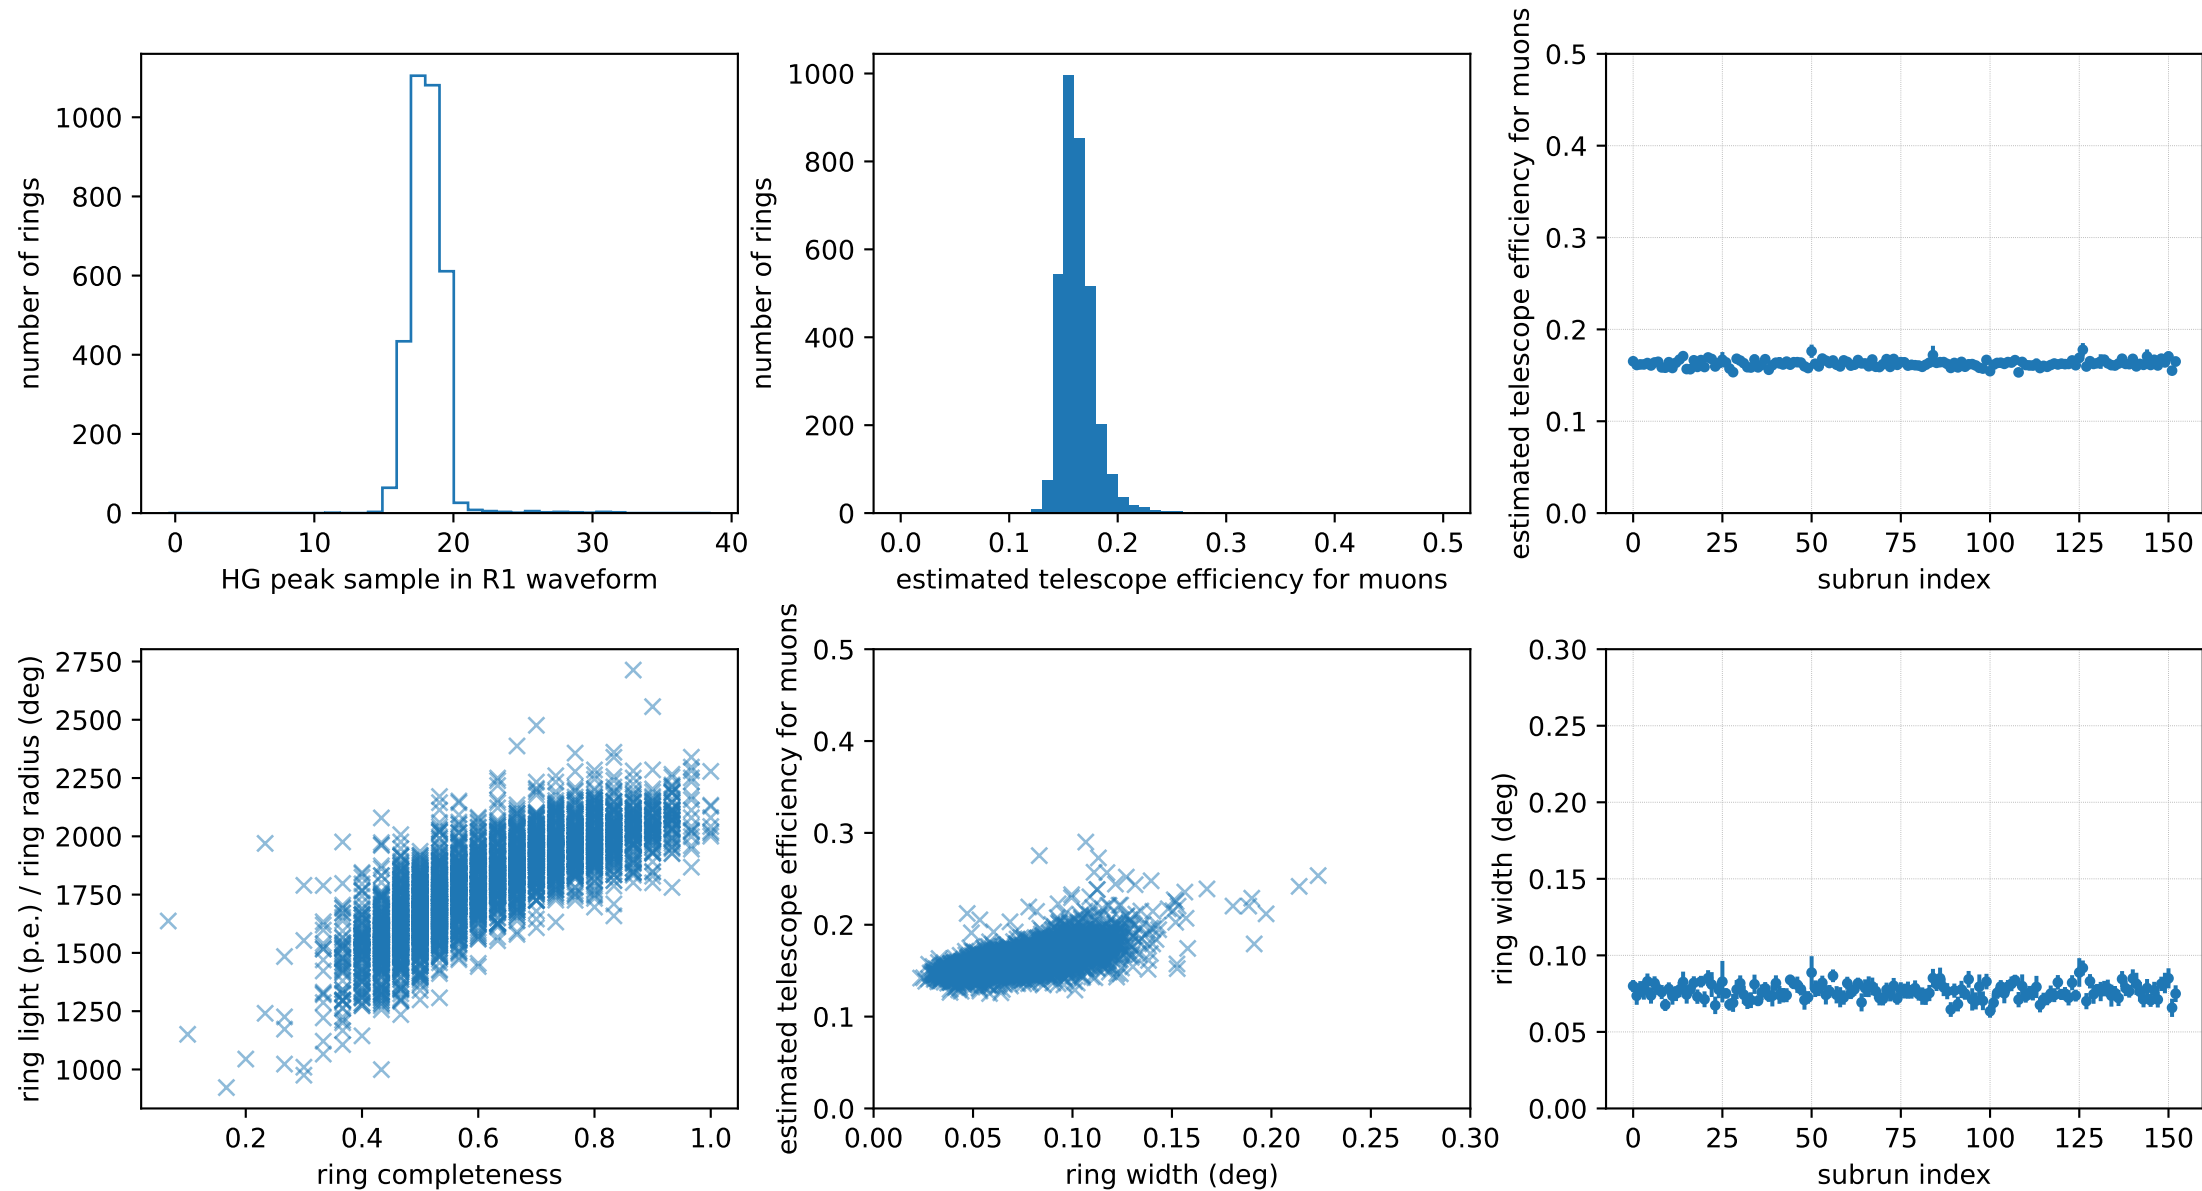 number of rings
1000
800
600
400
200
0
0 10 20 30 40
HG peak sample in R1 waveform
number of rings
1000
800
600
400
200
0
0.0 0.1 0.2 0.3 0.4 0.5
estimated telescope efficiency for muons
estimated telescope efficiency for muons
0.5
0.4
0.3
0.2
0.1
0.0
0 25 50 75 100 125 150
subrun index
ring light (p.e.) / ring radius (deg)
2750
2500
2250
2000
1750
1500
1250
1000
0.2 0.4 0.6 0.8 1.0
ring completeness
estimated telescope efficiency for muons
0.5
0.4
0.3
0.2
0.1
0.0
0.00 0.05 0.10 0.15 0.20 0.25 0.30
ring width (deg)
ring width (deg)
0.30
0.25
0.20
0.15
0.10
0.05
0.00
0 25 50 75 100 125 150
subrun index